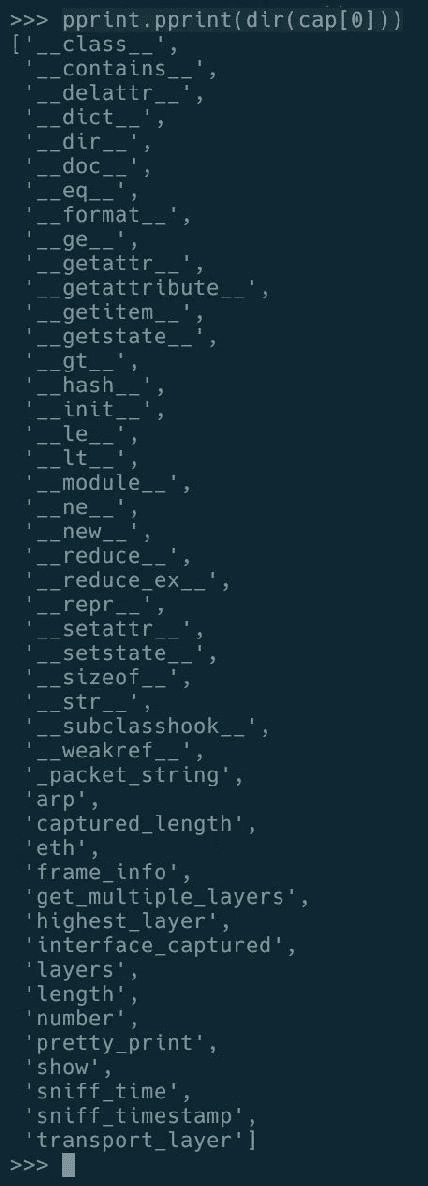 >>> pprint.pprint(dir(cap[0]))
['__class__',
'__contains__',
'__delattr__',
'__dict__',
'__dir__',
'__doc__',
'__eq__',
'__format__',
'__ge__',
'__getattr__',
'__getattribute__',
'__getitem__',
'__getstate__',
'__gt__',
'__hash__',
'__init__',
'__le__',
'__lt__',
'__module__',
'__ne__',
'__new__',
'__reduce__',
'__reduce_ex__',
'__repr__',
'__setattr__',
'__setstate__',
'__sizeof__',
'__str__',
'__subclasshook__',
'__weakref__',
'_packet_string',
'arp',
'captured_length',
'eth',
'frame_info',
'get_multiple_layers',
'highest_layer',
'interface_captured',
'layers',
'length',
'number',
'pretty_print',
'show',
'sniff_time',
'sniff_timestamp',
'transport_layer']
>>>